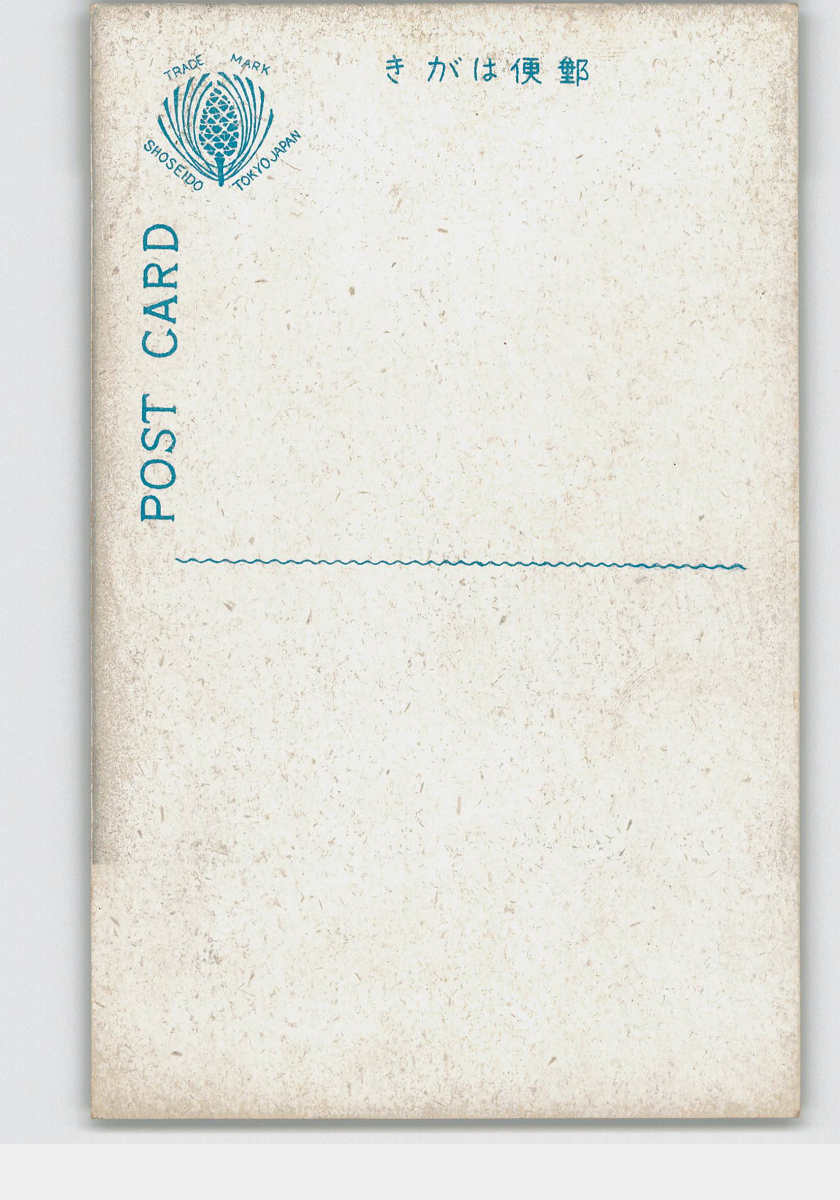 TRADE MARK
SHOSEIDO TOKYO JAPAN
きがは便郵
POST CARD